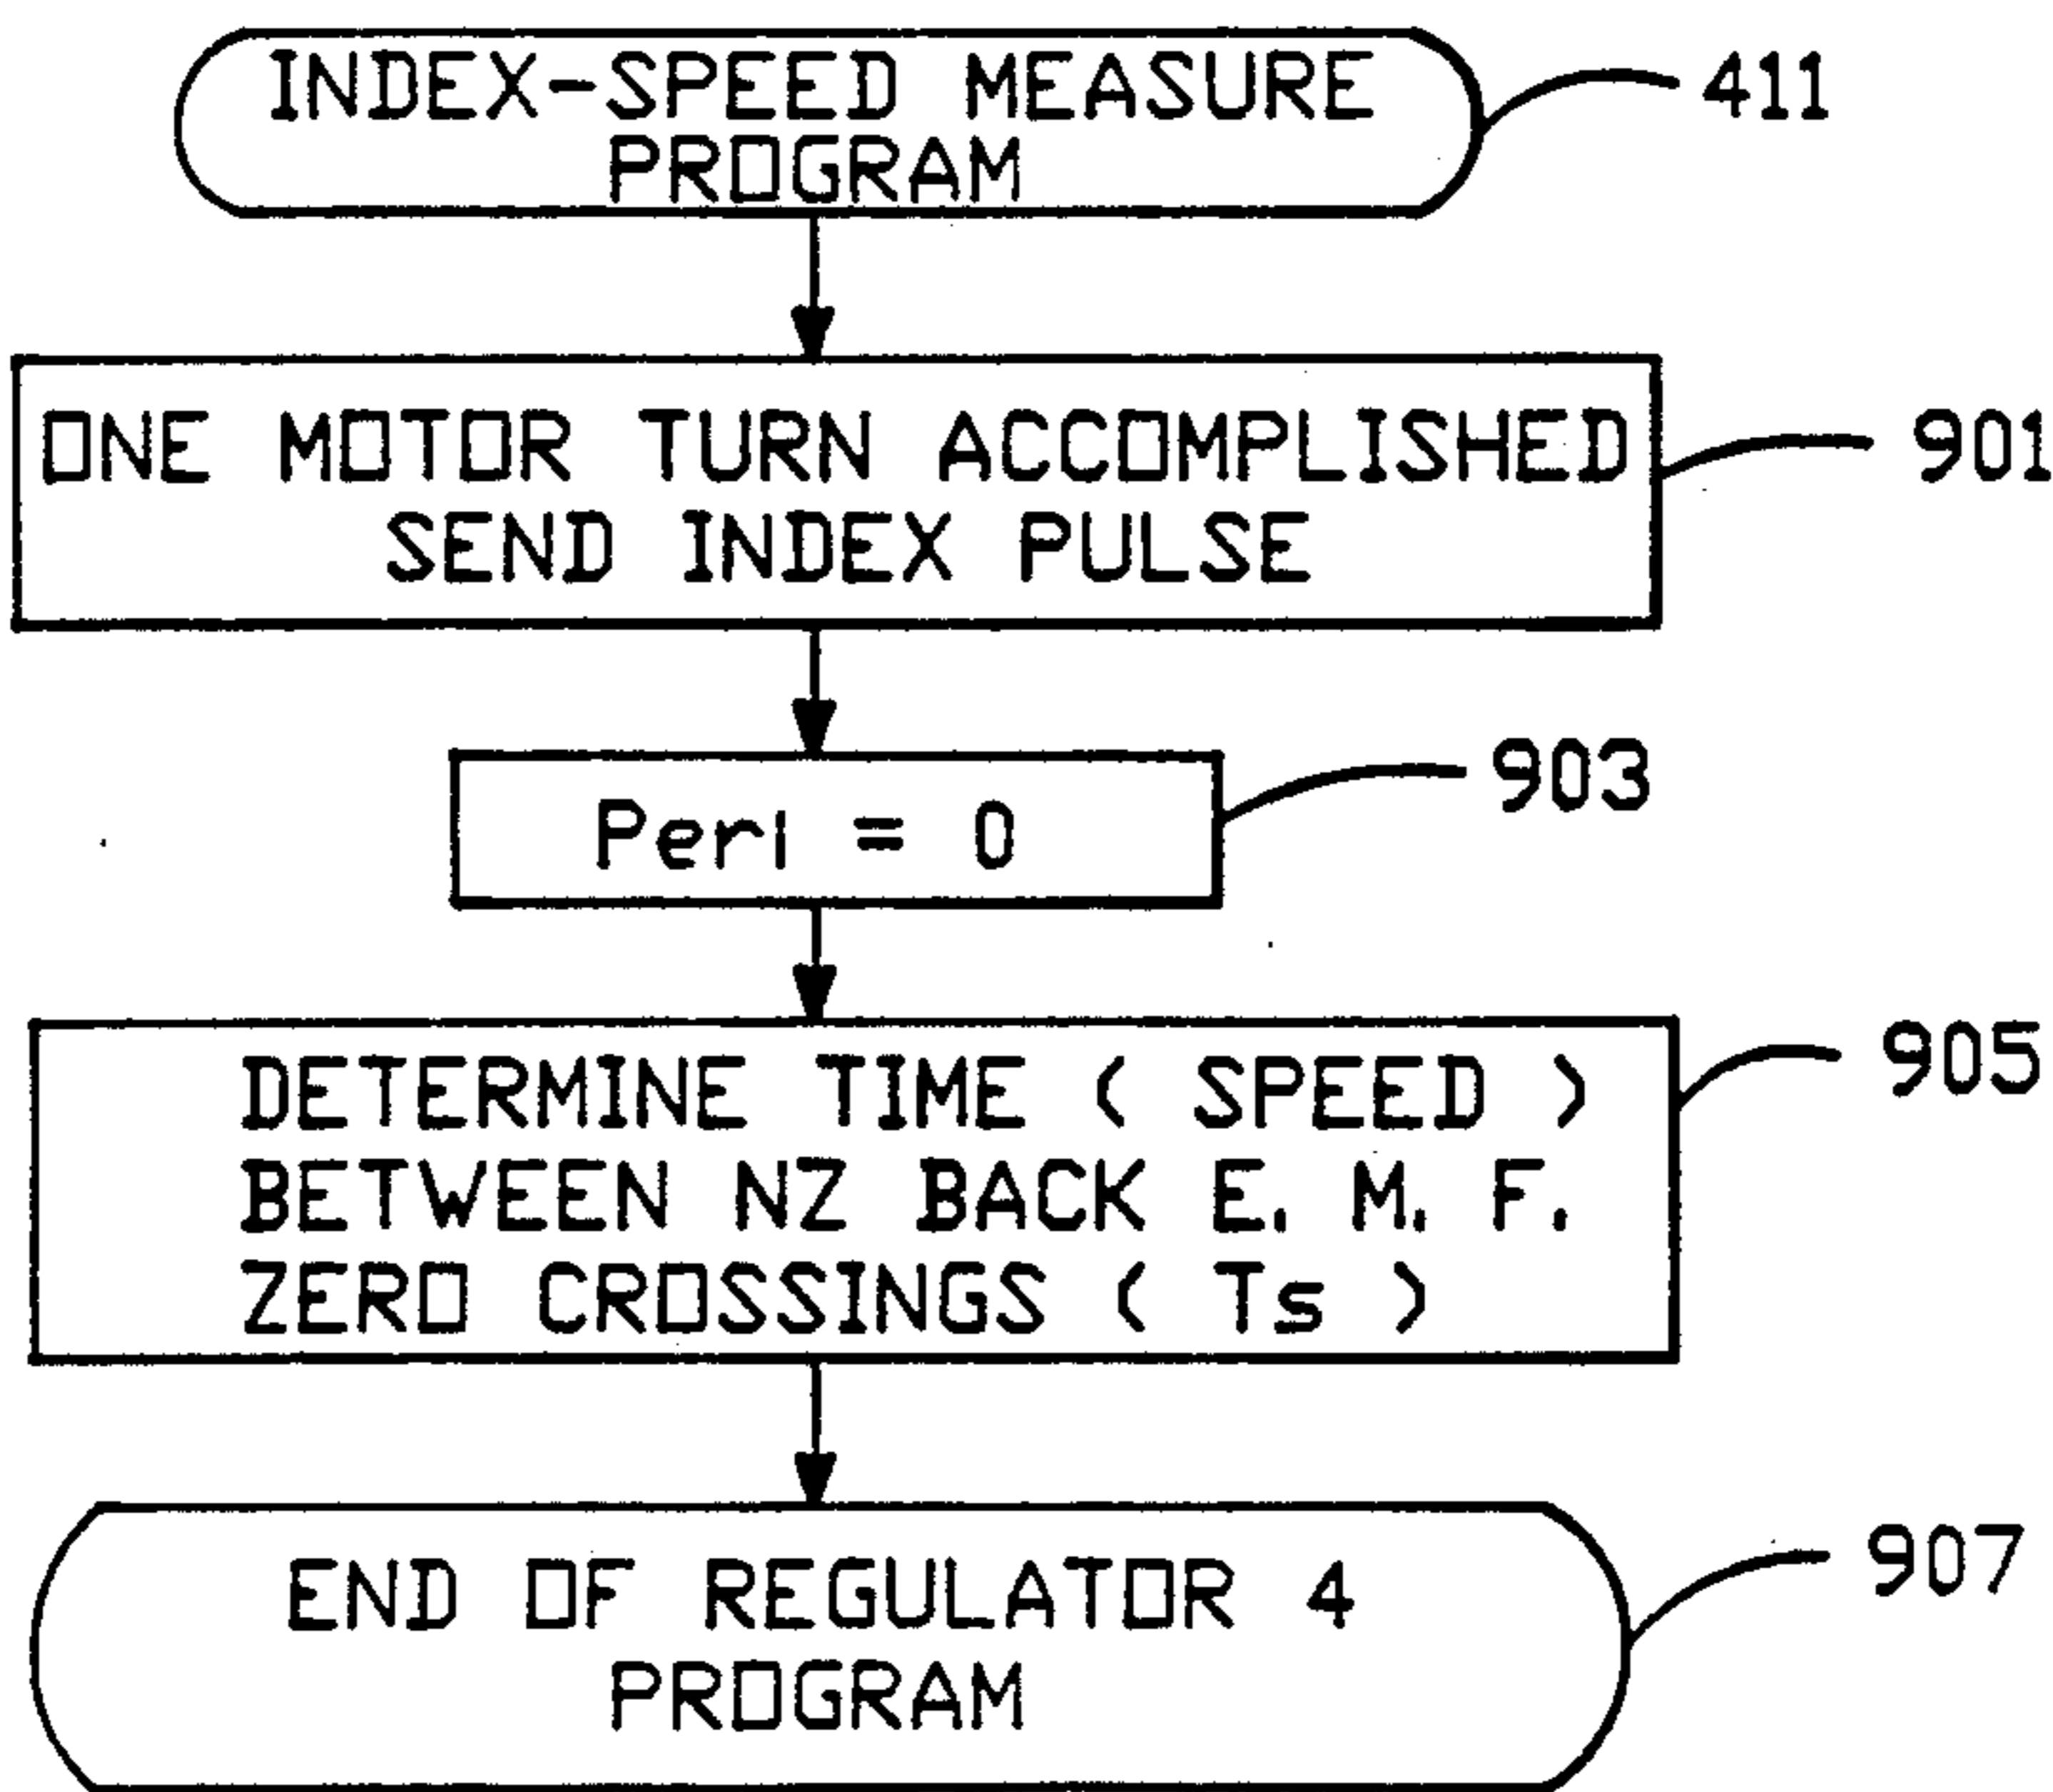 INDEX-SPEED MEASURE
PROGRAM
411
ONE MOTOR TURN ACCOMPLISHED
SEND INDEX PULSE
901
Peri = 0
903
DETERMINE TIME ( SPEED )
BETWEEN NZ BACK E. M. F.
ZERO CROSSINGS ( Ts )
905
END OF REGULATOR 4
PROGRAM
907